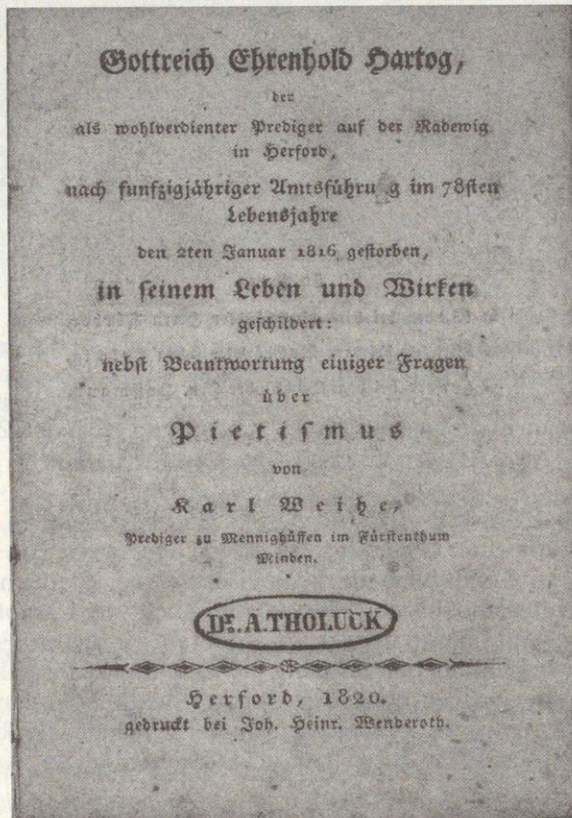 Gottreich Ehrenhold Hartog,
der
als wohlverdienter Prediger auf der Radewig
in Herford,
nach funfzigjähriger Amtsführu g im 78sten
Lebensjahre
den 2ten Januar 1816 gestorben,
in seinem Leben und Wirken
geschildert:
nebst Beantwortung einiger Fragen
über
Pietismus
von
Karl Weihe,
Prediger zu Mennighüffen im Fürstenthum
Minden.
DR. A. THOLUCK
Herford, 1820.
gedruckt bei Joh. Heinr. Wenderoth.